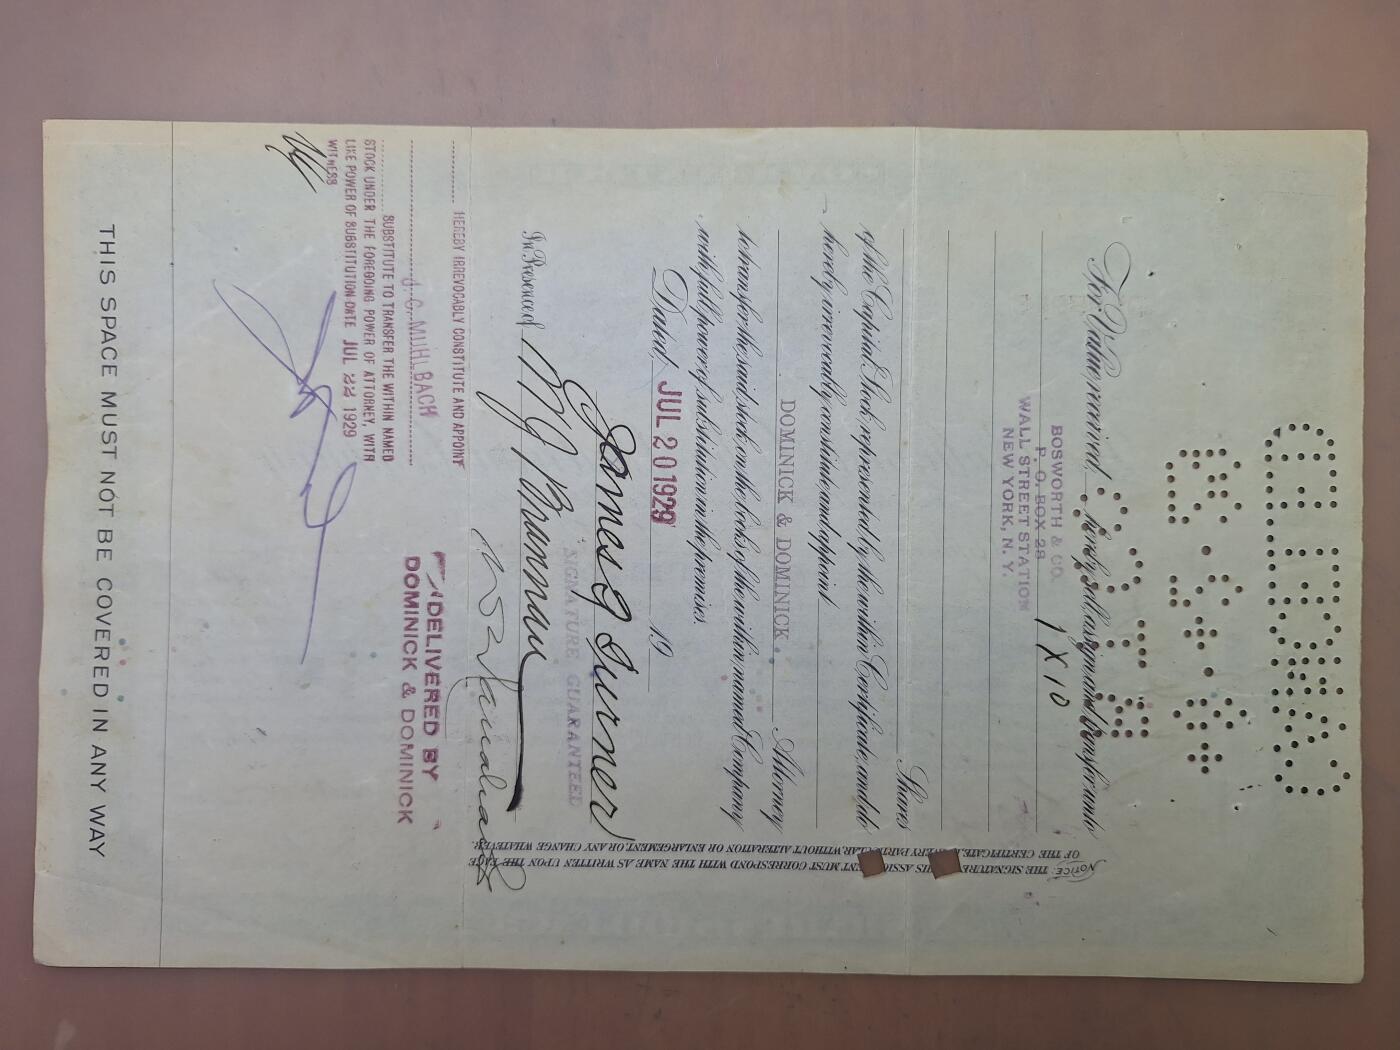 CANCELLED
For Value received, hereby sell, assign and transfer unto
1 X 10
BOSWORTH & CO.
P. O. BOX 28
WALL STREET STATION
NEW YORK, N. Y.
Shares
of the Capital Stock represented by the within Certificate, and do
hereby irrevocably constitute and appoint
DOMINICK & DOMINICK Attorney
to transfer the said stock on the books of the within named Company
with full power of substitution in the premises.
Dated, JUL 20 1929 19
James J Turner
SIGNATURE GUARANTEED
In Presence of
HEREBY IRREVOCABLY CONSTITUTE AND APPOINT
J. G. MUHLBACH
SUBSTITUTE TO TRANSFER THE WITHIN NAMED
STOCK UNDER THE FOREGOING POWER OF ATTORNEY, WITH
LIKE POWER OF SUBSTITUTION DATE JUL 22 1929
WITNESS
DELIVERED BY
DOMINICK & DOMINICK
THIS SPACE MUST NOT BE COVERED IN ANY WAY
NOTICE: THE SIGNATURE THIS ASSIGNMENT MUST CORRESPOND WITH THE NAME AS WRITTEN UPON THE FACE
OF THE CERTIFICATE, EVERY PARTICULAR, WITHOUT ALTERATION OR ENLARGEMENT, OR ANY CHANGE WHATEVER.